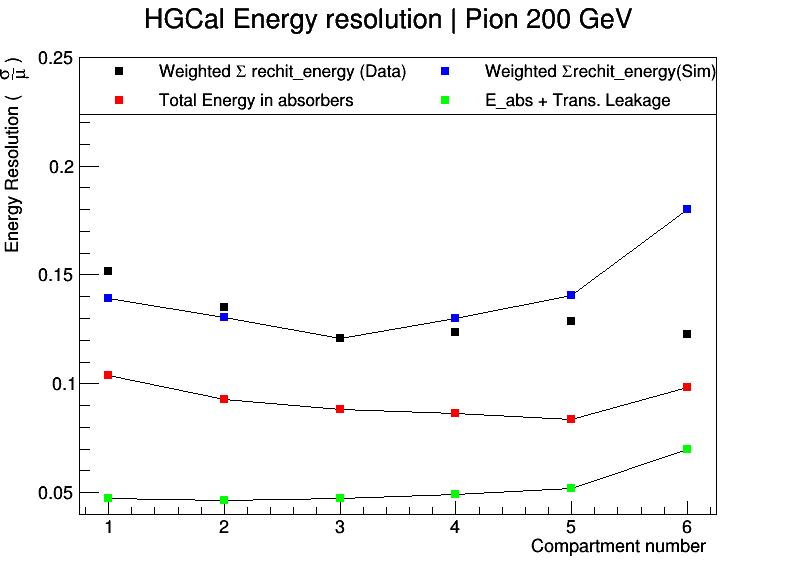 HGCal Energy resolution | Pion 200 GeV
Energy Resolution ( σ/μ )
Weighted Σ rechit_energy (Data)
Weighted Σrechit_energy(Sim)
Total Energy in absorbers
E_abs + Trans. Leakage
0.25
0.2
0.15
0.1
0.05
1 2 3 4 5 6
Compartment number